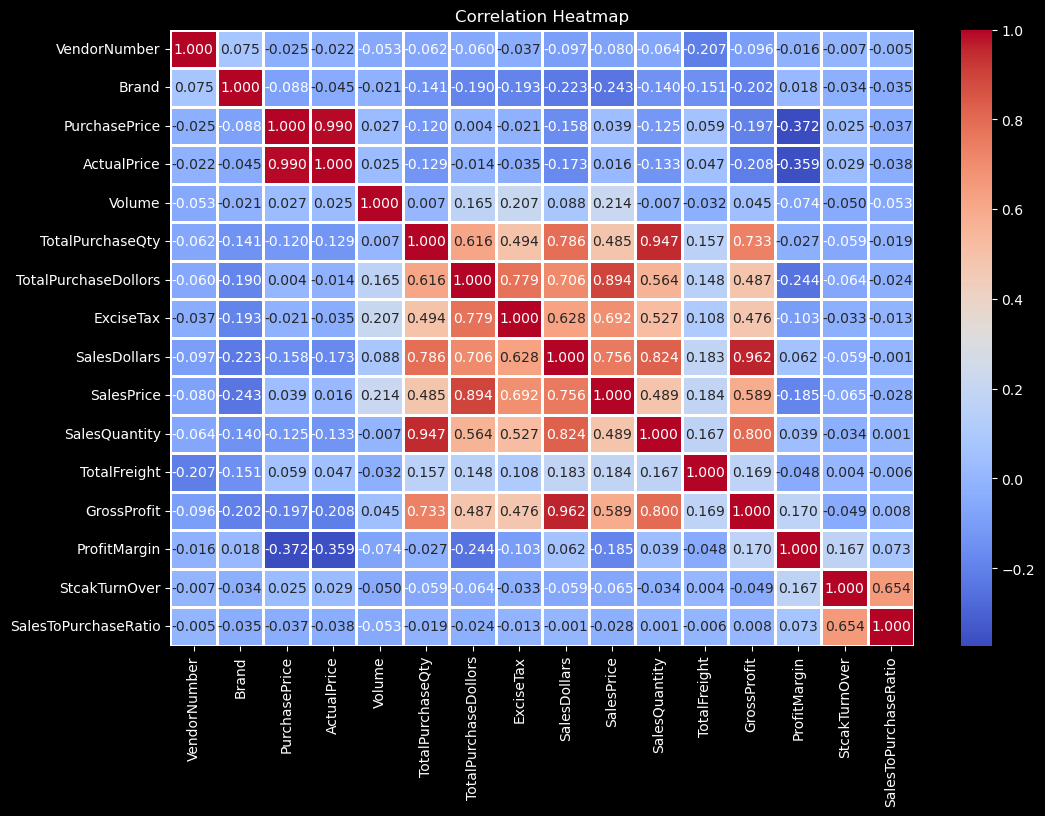 Correlation Heatmap
VendorNumber 1.000 0.075 -0.025 -0.022 -0.053 -0.062 -0.060 -0.037 -0.097 -0.080 -0.064 -0.207 -0.096 -0.016 -0.007 -0.005
Brand 0.075 1.000 -0.088 -0.045 -0.021 -0.141 -0.190 -0.193 -0.223 -0.243 -0.140 -0.151 -0.202 0.018 -0.034 -0.035
PurchasePrice -0.025 -0.088 1.000 0.990 0.027 -0.120 0.004 -0.021 -0.158 0.039 -0.125 0.059 -0.197 -0.372 0.025 -0.037
ActualPrice -0.022 -0.045 0.990 1.000 0.025 -0.129 -0.014 -0.035 -0.173 0.016 -0.133 0.047 -0.208 -0.359 0.029 -0.038
Volume -0.053 -0.021 0.027 0.025 1.000 0.007 0.165 0.207 0.088 0.214 -0.007 -0.032 0.045 -0.074 -0.050 -0.053
TotalPurchaseQty -0.062 -0.141 -0.120 -0.129 0.007 1.000 0.616 0.494 0.786 0.485 0.947 0.157 0.733 -0.027 -0.059 -0.019
TotalPurchaseDollors -0.060 -0.190 0.004 -0.014 0.165 0.616 1.000 0.779 0.706 0.894 0.564 0.148 0.487 -0.244 -0.064 -0.024
ExciseTax -0.037 -0.193 -0.021 -0.035 0.207 0.494 0.779 1.000 0.628 0.692 0.527 0.108 0.476 -0.103 -0.033 -0.013
SalesDollars -0.097 -0.223 -0.158 -0.173 0.088 0.786 0.706 0.628 1.000 0.756 0.824 0.183 0.962 0.062 -0.059 -0.001
SalesPrice -0.080 -0.243 0.039 0.016 0.214 0.485 0.894 0.692 0.756 1.000 0.489 0.184 0.589 -0.185 -0.065 -0.028
SalesQuantity -0.064 -0.140 -0.125 -0.133 -0.007 0.947 0.564 0.527 0.824 0.489 1.000 0.167 0.800 0.039 -0.034 0.001
TotalFreight -0.207 -0.151 0.059 0.047 -0.032 0.157 0.148 0.108 0.183 0.184 0.167 1.000 0.169 -0.048 0.004 -0.006
GrossProfit -0.096 -0.202 -0.197 -0.208 0.045 0.733 0.487 0.476 0.962 0.589 0.800 0.169 1.000 0.170 -0.049 0.008
ProfitMargin -0.016 0.018 -0.372 -0.359 -0.074 -0.027 -0.244 -0.103 0.062 -0.185 0.039 -0.048 0.170 1.000 0.167 0.073
StcakTurnOver -0.007 -0.034 0.025 0.029 -0.050 -0.059 -0.064 -0.033 -0.059 -0.065 -0.034 0.004 -0.049 0.167 1.000 0.654
SalesToPurchaseRatio -0.005 -0.035 -0.037 -0.038 -0.053 -0.019 -0.024 -0.013 -0.001 -0.028 0.001 -0.006 0.008 0.073 0.654 1.000
VendorNumber
Brand
PurchasePrice
ActualPrice
Volume
TotalPurchaseQty
TotalPurchaseDollors
ExciseTax
SalesDollars
SalesPrice
SalesQuantity
TotalFreight
GrossProfit
ProfitMargin
StcakTurnOver
SalesToPurchaseRatio
1.0
0.8
0.6
0.4
0.2
0.0
−0.2